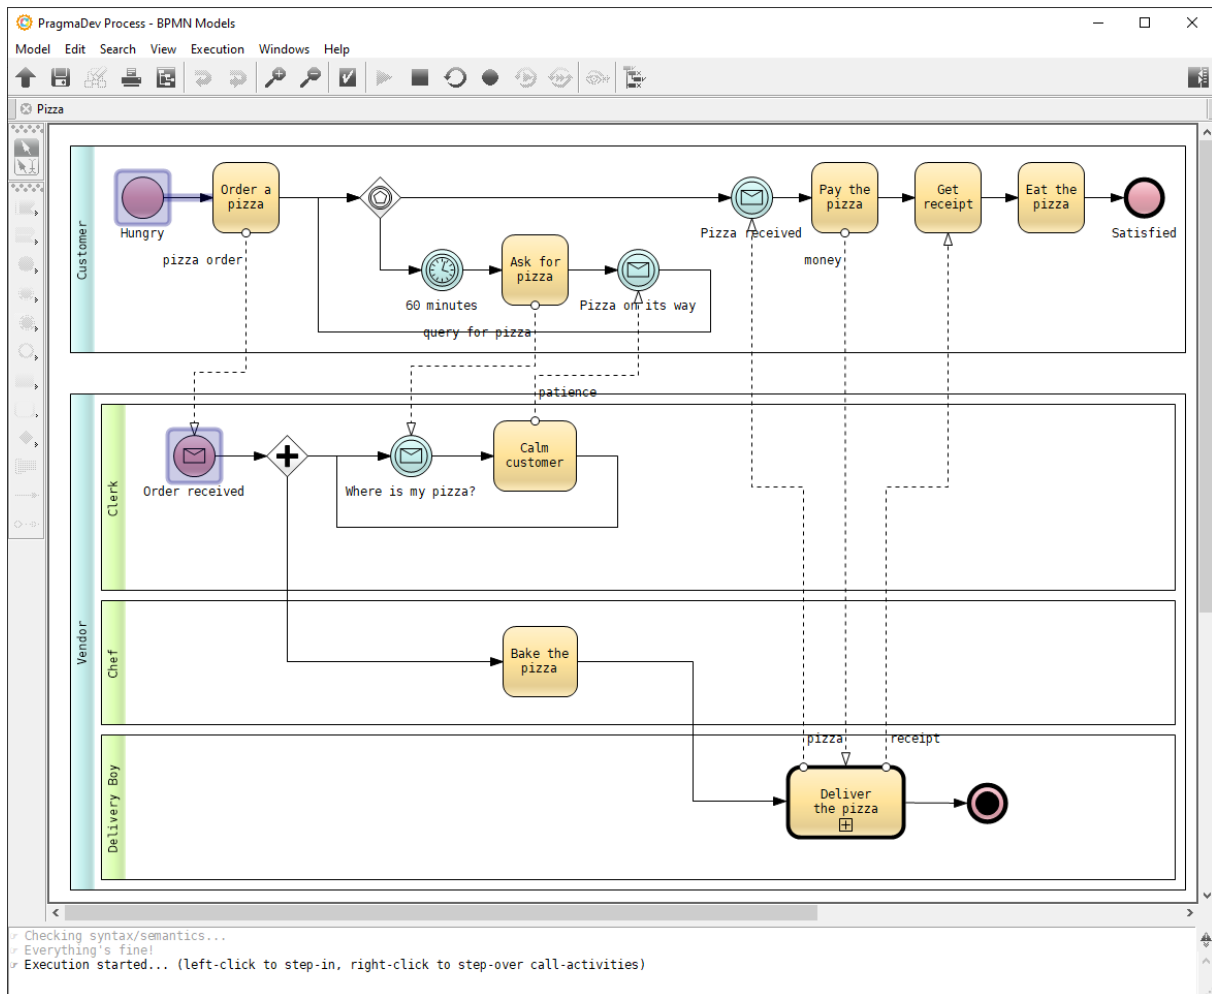 PragmaDev Process - BPMN Models
Model Edit Search View Execution Windows Help
Pizza
Customer
Hungry
Order a
pizza
pizza order
60 minutes
Ask for
pizza
query for pizza
Pizza on its way
patience
Pizza received
Pay the
pizza
money
Get
receipt
Eat the
pizza
Satisfied
Vendor
Clerk
Order received
Where is my pizza?
Calm
customer
Chef
Bake the
pizza
Delivery Boy
pizza
receipt
Deliver
the pizza
Checking syntax/semantics...
Everything's fine!
Execution started... (left-click to step-in, right-click to step-over call-activities)